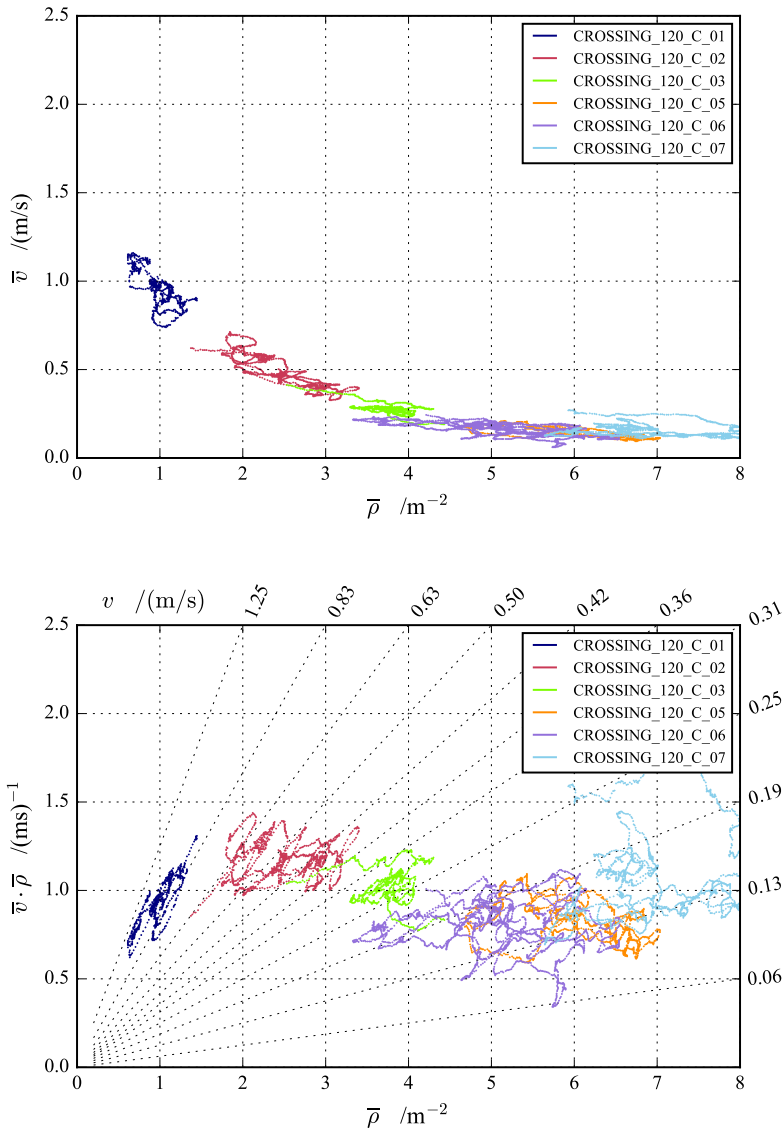 2.5
2.0
1.5
1.0
0.5
0.0
v̅ /(m/s)
CROSSING_120_C_01
CROSSING_120_C_02
CROSSING_120_C_03
CROSSING_120_C_05
CROSSING_120_C_06
CROSSING_120_C_07
0 1 2 3 4 5 6 7 8
ρ̅ /m⁻²
v /(m/s) 1.25 0.83 0.63 0.50 0.42 0.36 0.31
0.25
0.19
0.13
0.06
2.5
2.0
1.5
1.0
0.5
0.0
v̅ · ρ̅ /(ms)⁻¹
CROSSING_120_C_01
CROSSING_120_C_02
CROSSING_120_C_03
CROSSING_120_C_05
CROSSING_120_C_06
CROSSING_120_C_07
0 1 2 3 4 5 6 7 8
ρ̅ /m⁻²